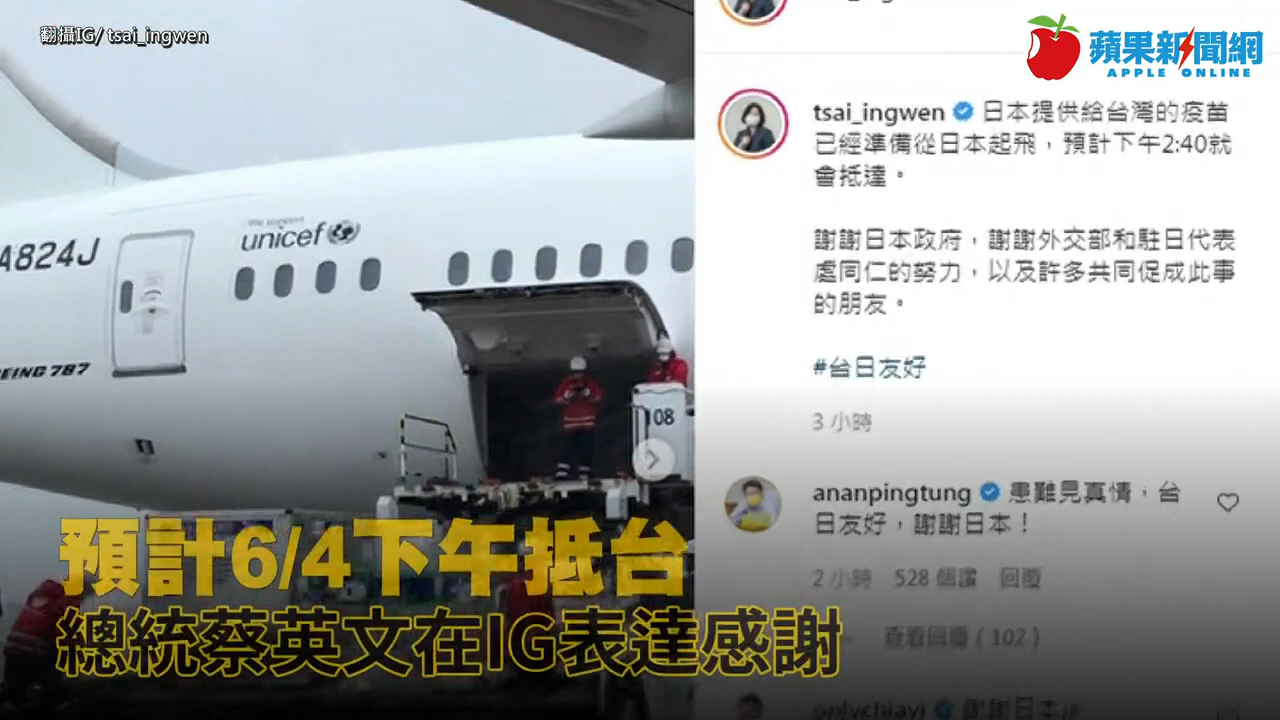 翻攝IG/ tsai_ingwen
蘋果新聞網
APPLE ONLINE
A824J
We support
unicef
EING 787
108
tsai_ingwen 日本提供給台灣的疫苗
已經準備從日本起飛，預計下午2:40就
會抵達。
謝謝日本政府，謝謝外交部和駐日代表
處同仁的努力，以及許多共同促成此事
的朋友。
#台日友好
3 小時
ananpingtung 患難見真情，台
日友好，謝謝日本！
2 小時 528 個讚 回覆
查看回覆（102）
onlychiayi 謝謝日本
預計6/4下午抵台
總統蔡英文在IG表達感謝